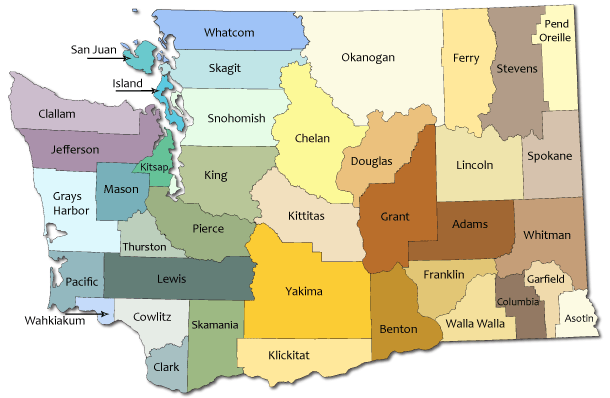 Whatcom
Pend
Oreille
San Juan
Okanogan
Ferry
Stevens
Skagit
Island
Clallam
Snohomish
Chelan
Jefferson
Douglas
Spokane
Kitsap
Lincoln
King
Mason
Grays
Harbor
Kittitas
Grant
Adams
Pierce
Whitman
Thurston
Pacific
Lewis
Franklin
Garfield
Yakima
Columbia
Wahkiakum
Cowlitz
Skamania
Benton
Walla Walla
Asotin
Klickitat
Clark